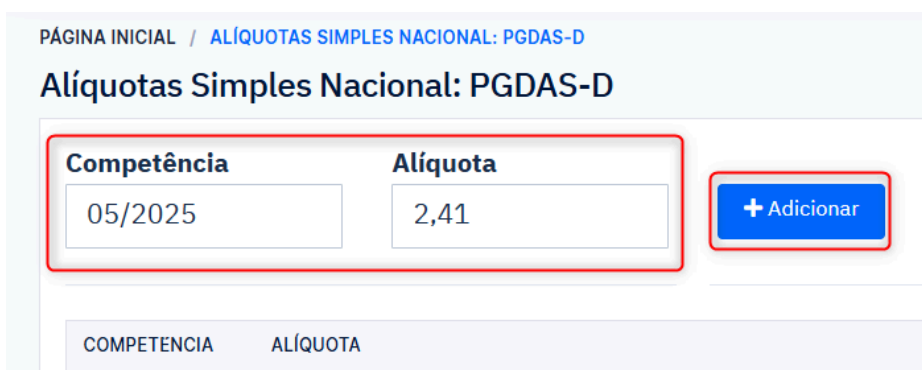 PÁGINA INICIAL / ALÍQUOTAS SIMPLES NACIONAL: PGDAS-D
Alíquotas Simples Nacional: PGDAS-D
Competência Alíquota
05/2025 2,41 + Adicionar
COMPETENCIA ALÍQUOTA